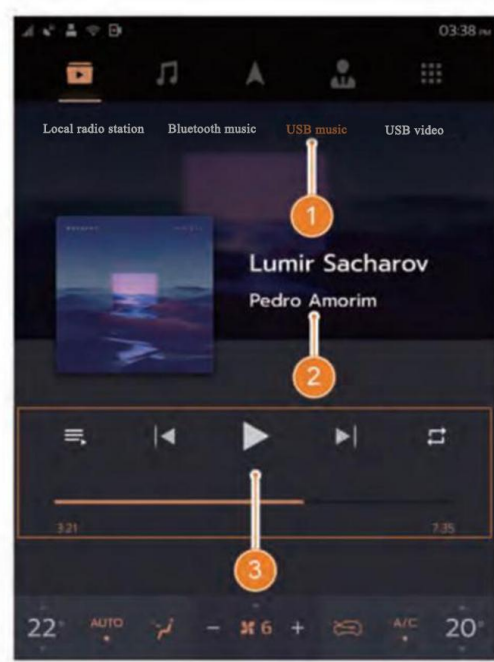 03:38 PM
Local radio station Bluetooth music USB music USB video
1
Lumir Sacharov
Pedro Amorim
2
3:21 7:35
3
22° AUTO - 6 + A/C 20°